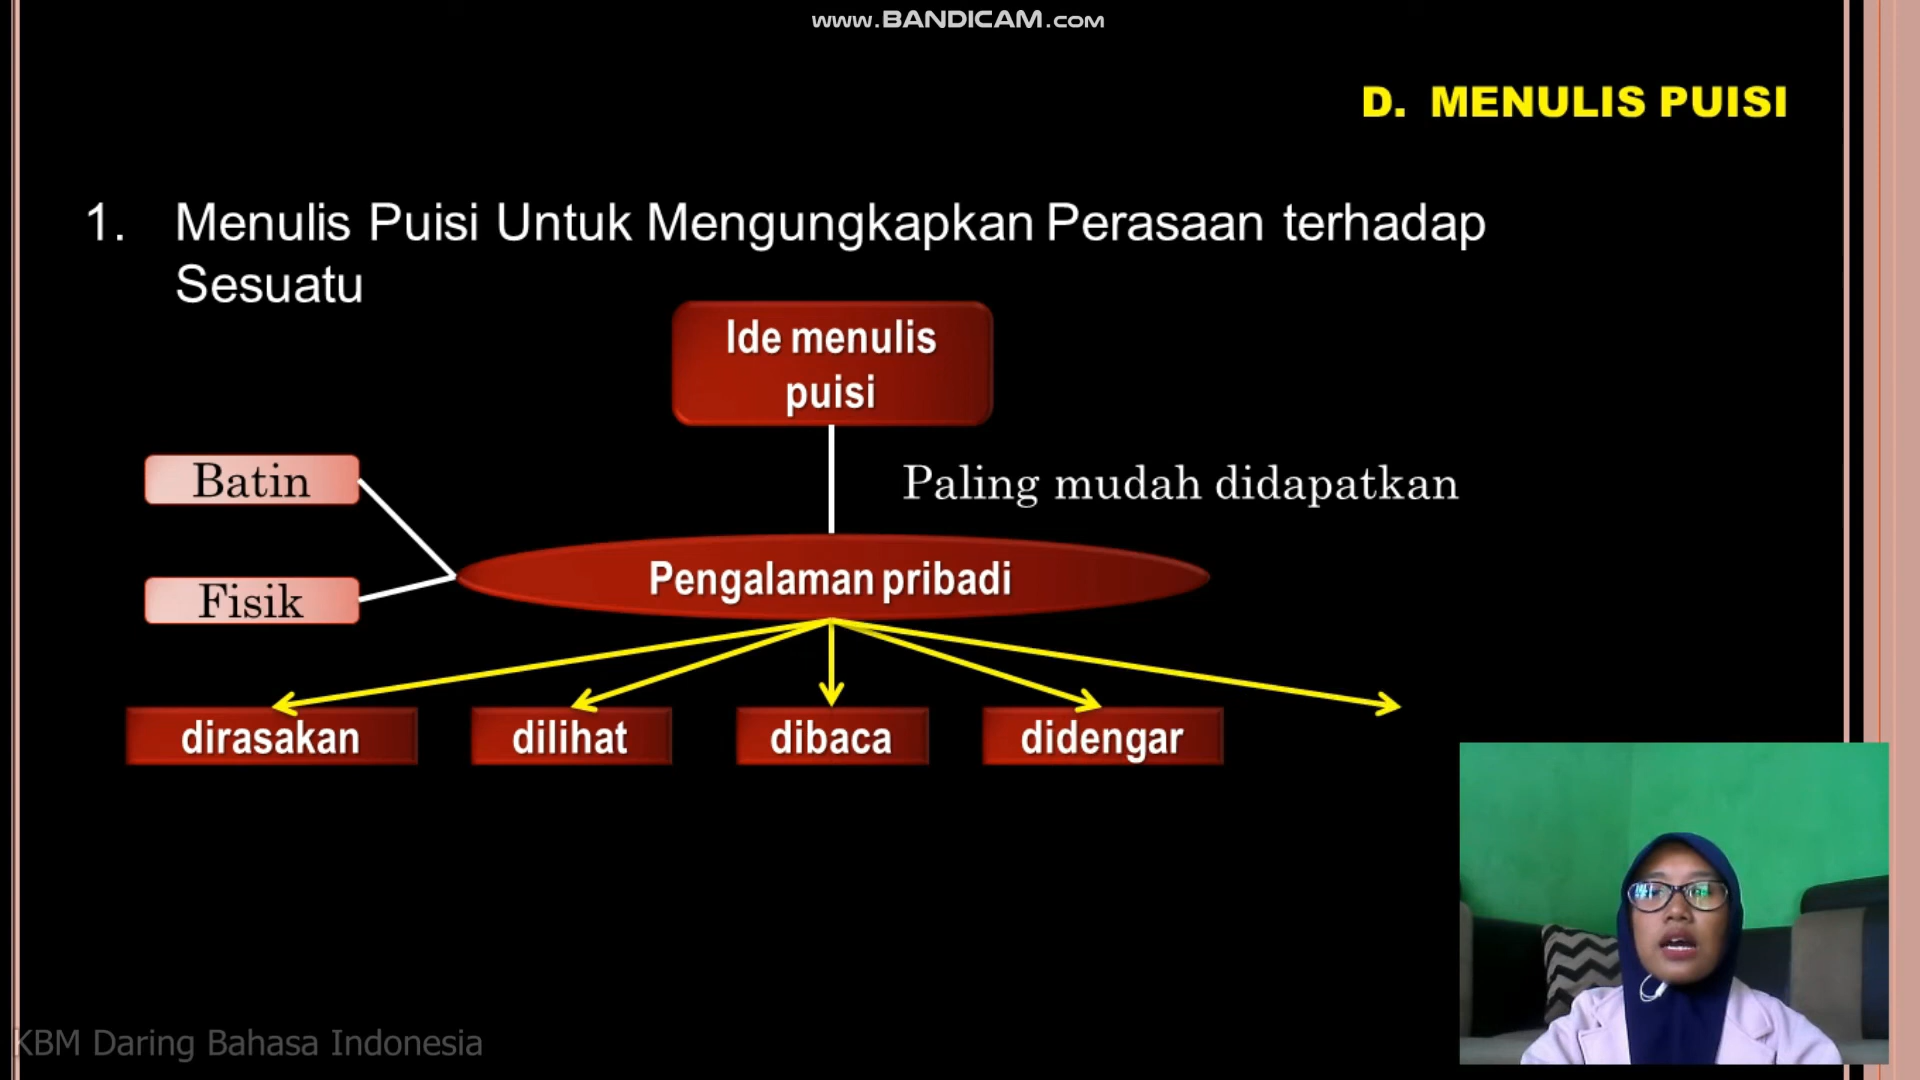 www.BANDICAM.com
D. MENULIS PUISI
1. Menulis Puisi Untuk Mengungkapkan Perasaan terhadap
Sesuatu
Ide menulis
puisi
Batin
Paling mudah didapatkan
Fisik
Pengalaman pribadi
dirasakan
dilihat
dibaca
didengar
KBM Daring Bahasa Indonesia